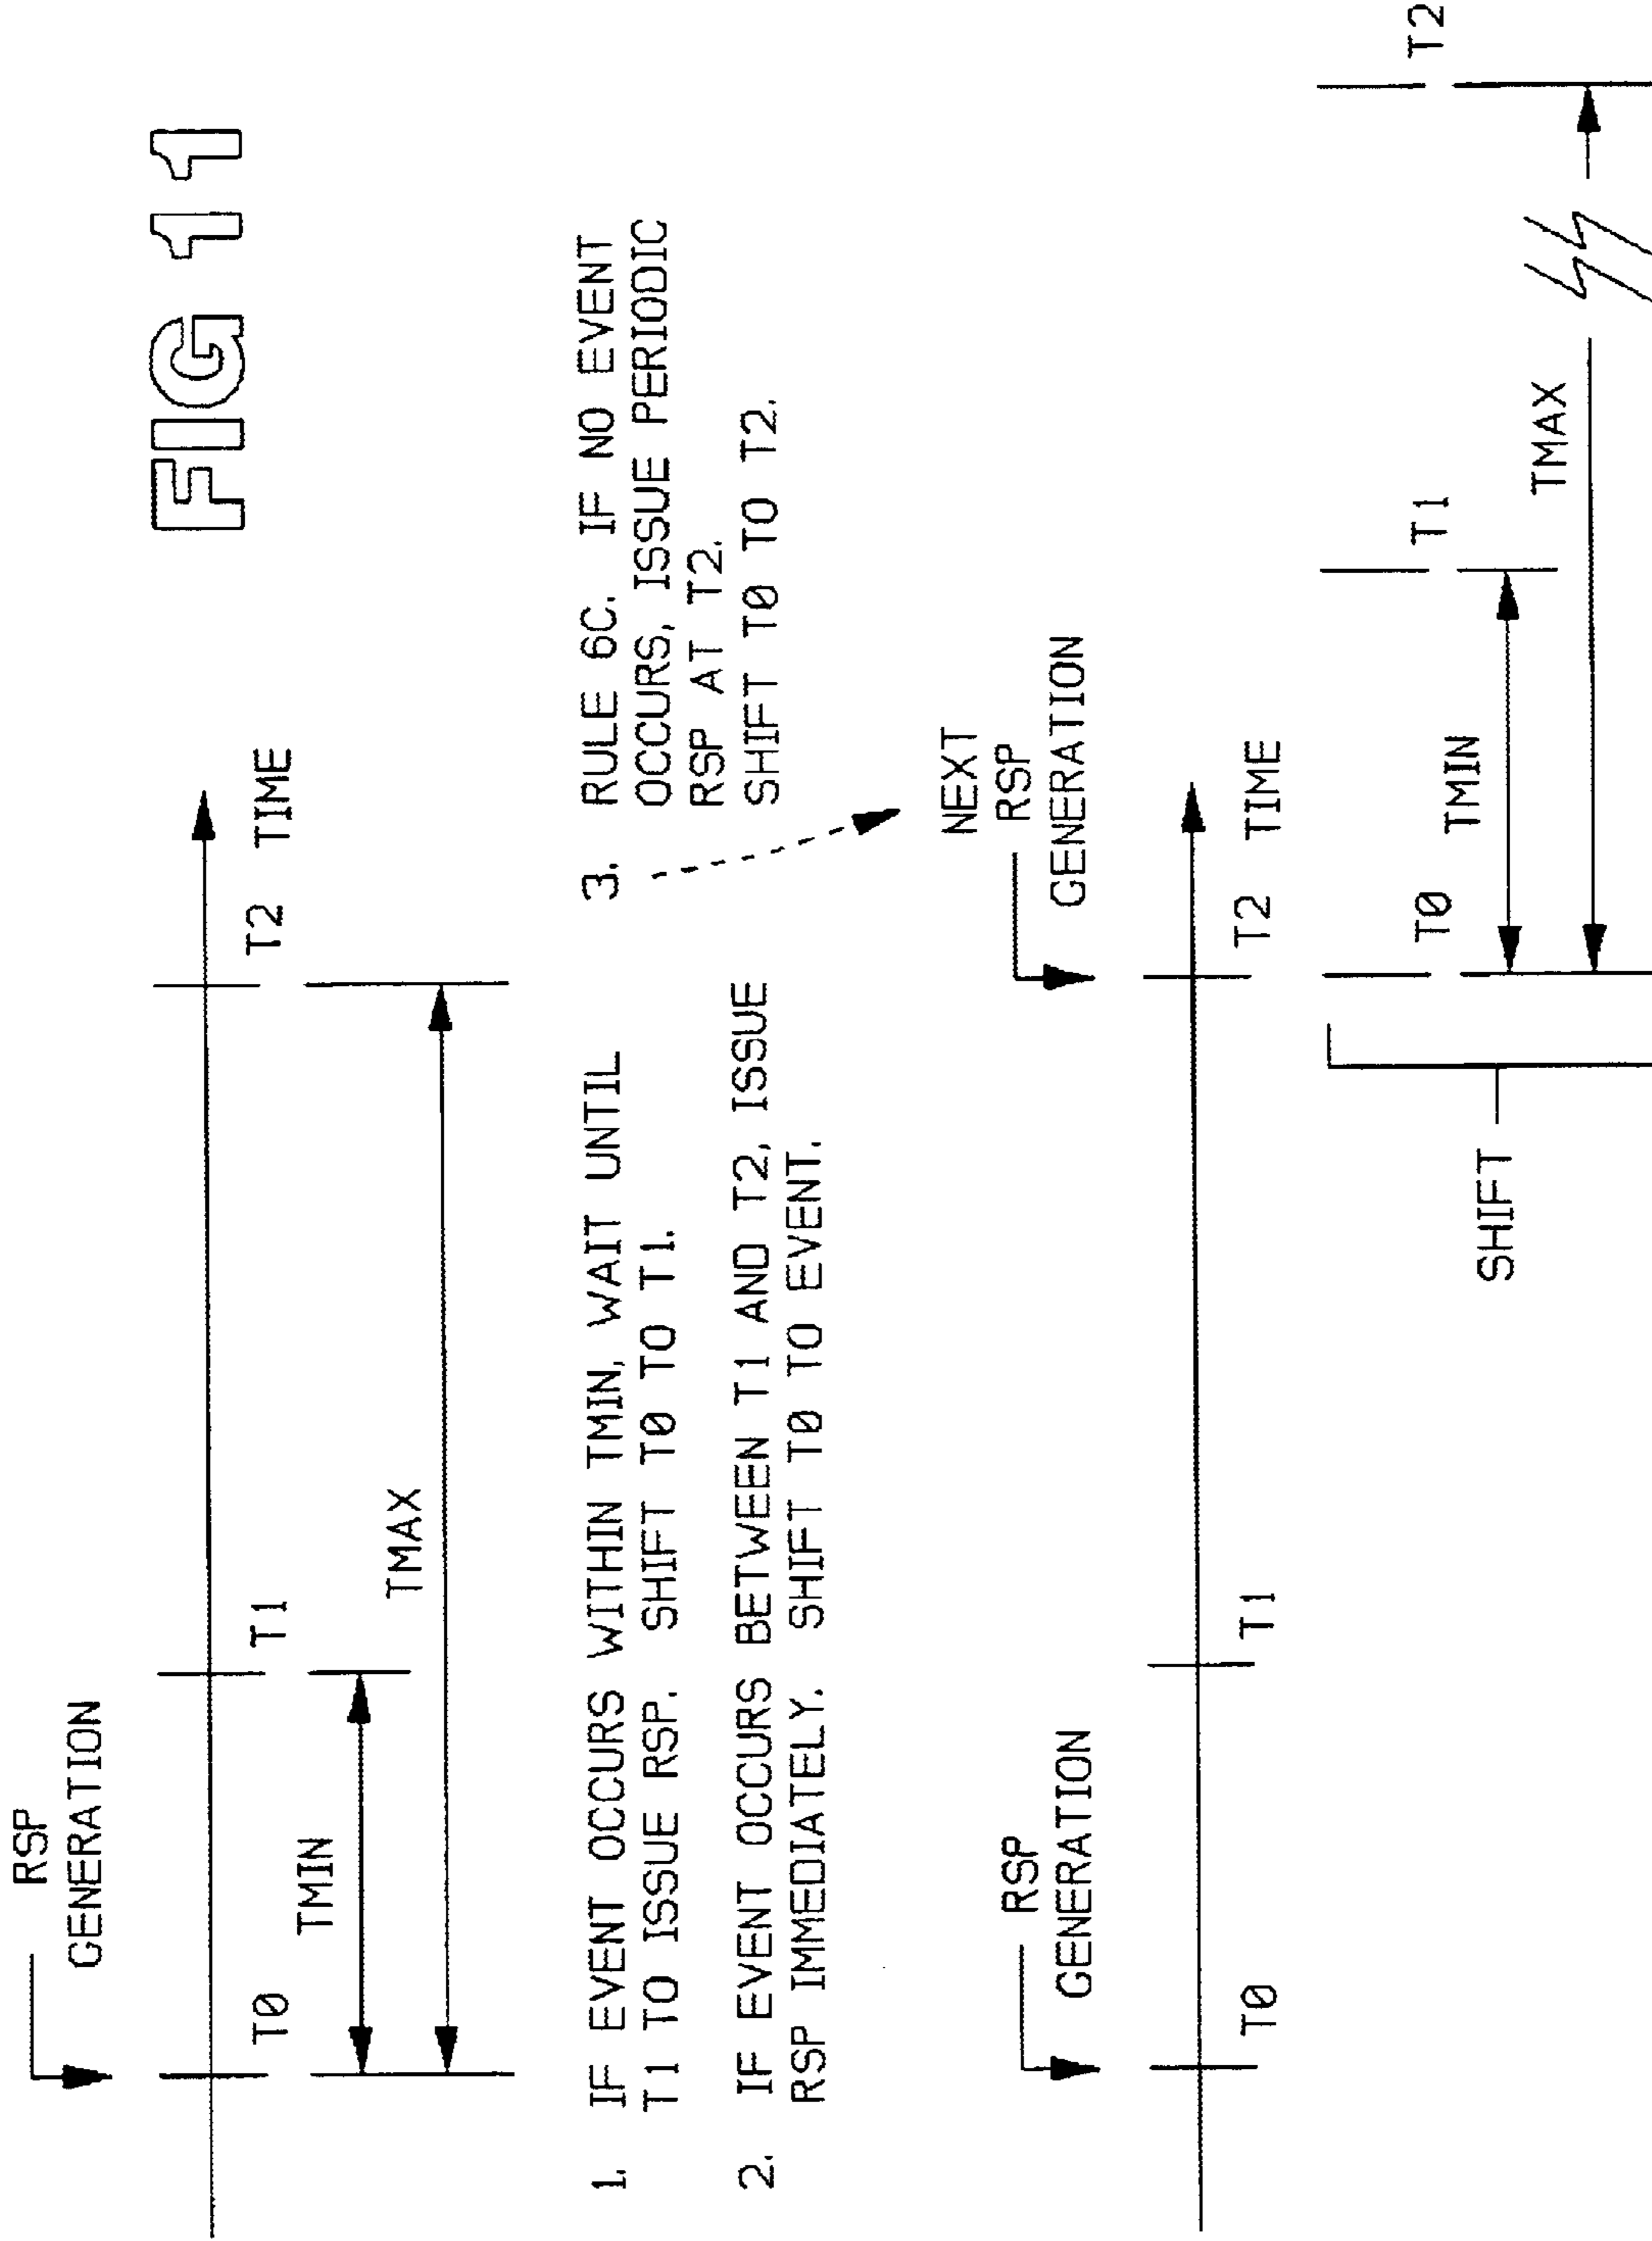 FIG 11
RSP
GENERATION
T0
T1
T2 TIME
TMIN
TMAX
1. IF EVENT OCCURS WITHIN TMIN, WAIT UNTIL
T1 TO ISSUE RSP. SHIFT T0 TO T1.
2. IF EVENT OCCURS BETWEEN T1 AND T2, ISSUE
RSP IMMEDIATELY. SHIFT T0 TO EVENT.
3. RULE 6C. IF NO EVENT
OCCURS, ISSUE PERIODIC
RSP AT T2.
SHIFT T0 TO T2.
RSP
GENERATION
NEXT
RSP
GENERATION
T0
T1
T2 TIME
SHIFT
T0
T1
T2
TMIN
TMAX